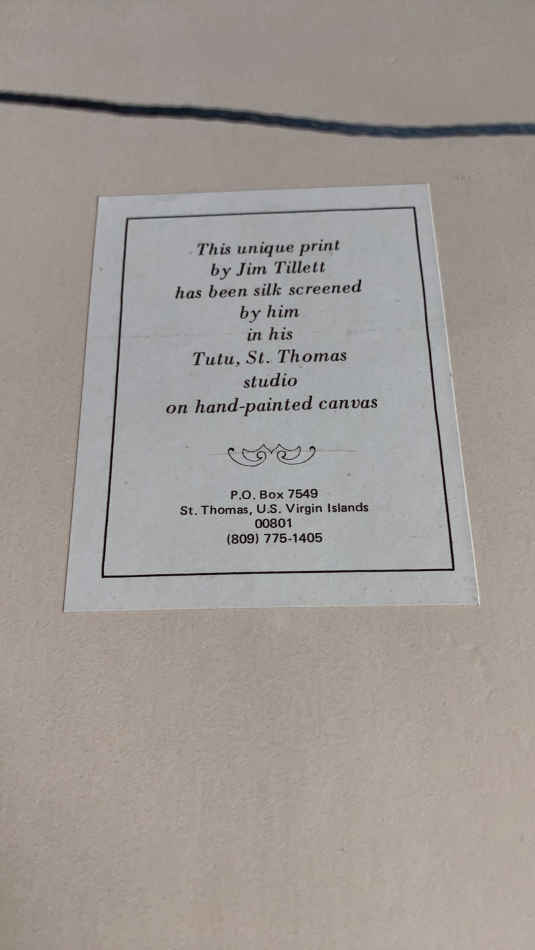 This unique print
by Jim Tillett
has been silk screened
by him
in his
Tutu, St. Thomas
studio
on hand-painted canvas
P.O. Box 7549
St. Thomas, U.S. Virgin Islands
00801
(809) 775-1405